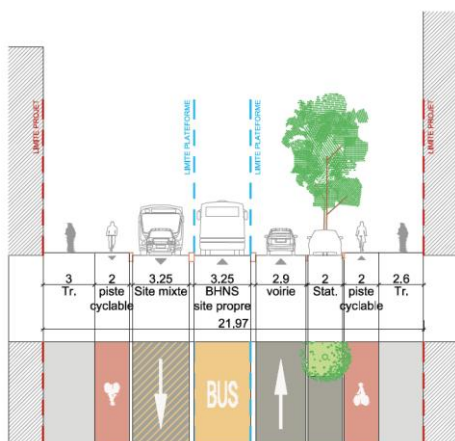 LIMITE PROJET
LIMITE PLATEFORME
LIMITE PLATEFORME
LIMITE PROJET
3 2 3.25 3.25 2.9 2 2 2.6
Tr. piste Site mixte BHNS voirie Stat. piste Tr.
cyclable site propre cyclable
21,97
BUS